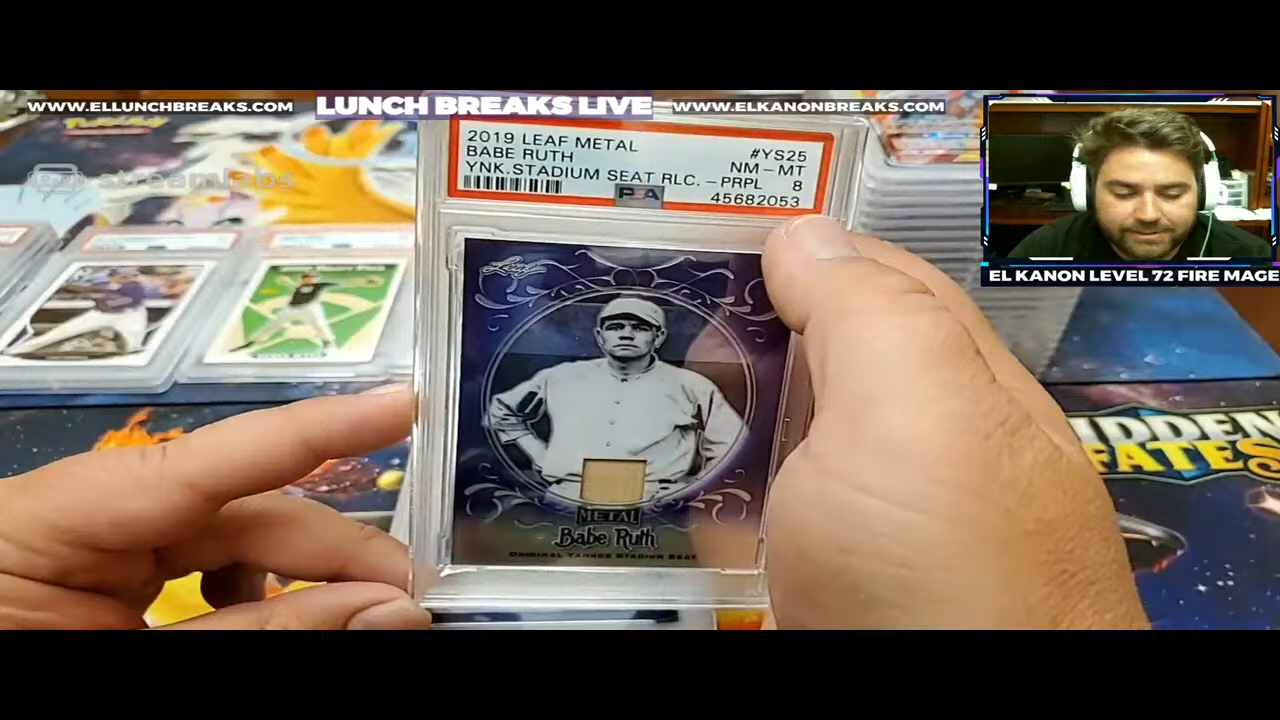 WWW.ELLUNCHBREAKS.COM
LUNCH BREAKS LIVE
WWW.ELKANONBREAKS.COM
streamlabs
2019 LEAF METAL
#YS25
BABE RUTH
NM-MT
YNK.STADIUM SEAT RLC.-PRPL
8
PSA
45682053
Leaf
METAL
Babe Ruth
ORIGINAL YANKEE STADIUM SEAT
EL KANON LEVEL 72 FIRE MAGE
HIDDEN
FATES
Pokémon